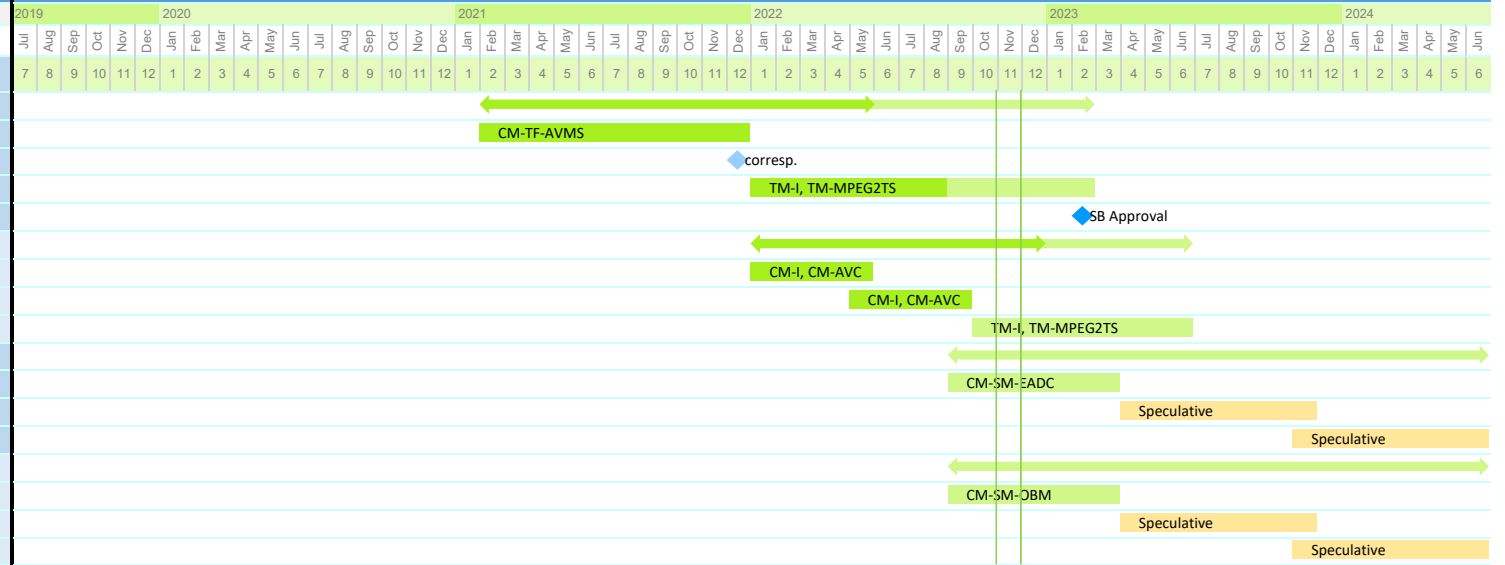 2019 2020 2021 2022 2023 2024
Jul Aug Sep Oct Nov Dec Jan Feb Mar Apr May Jun Jul Aug Sep Oct Nov Dec Jan Feb Mar Apr May Jun Jul Aug Sep Oct Nov Dec Jan Feb Mar Apr May Jun Jul Aug Sep Oct Nov Dec Jan Feb Mar Apr May Jun Jul Aug Sep Oct Nov Dec Jan Feb Mar Apr May Jun
7 8 9 10 11 12 1 2 3 4 5 6 7 8 9 10 11 12 1 2 3 4 5 6 7 8 9 10 11 12 1 2 3 4 5 6 7 8 9 10 11 12 1 2 3 4 5 6 7 8 9 10 11 12 1 2 3 4 5 6
CM-TF-AVMS
corresp.
TM-I, TM-MPEG2TS
SB Approval
CM-I, CM-AVC
CM-I, CM-AVC
TM-I, TM-MPEG2TS
CM-SM-EADC
Speculative
Speculative
CM-SM-OBM
Speculative
Speculative